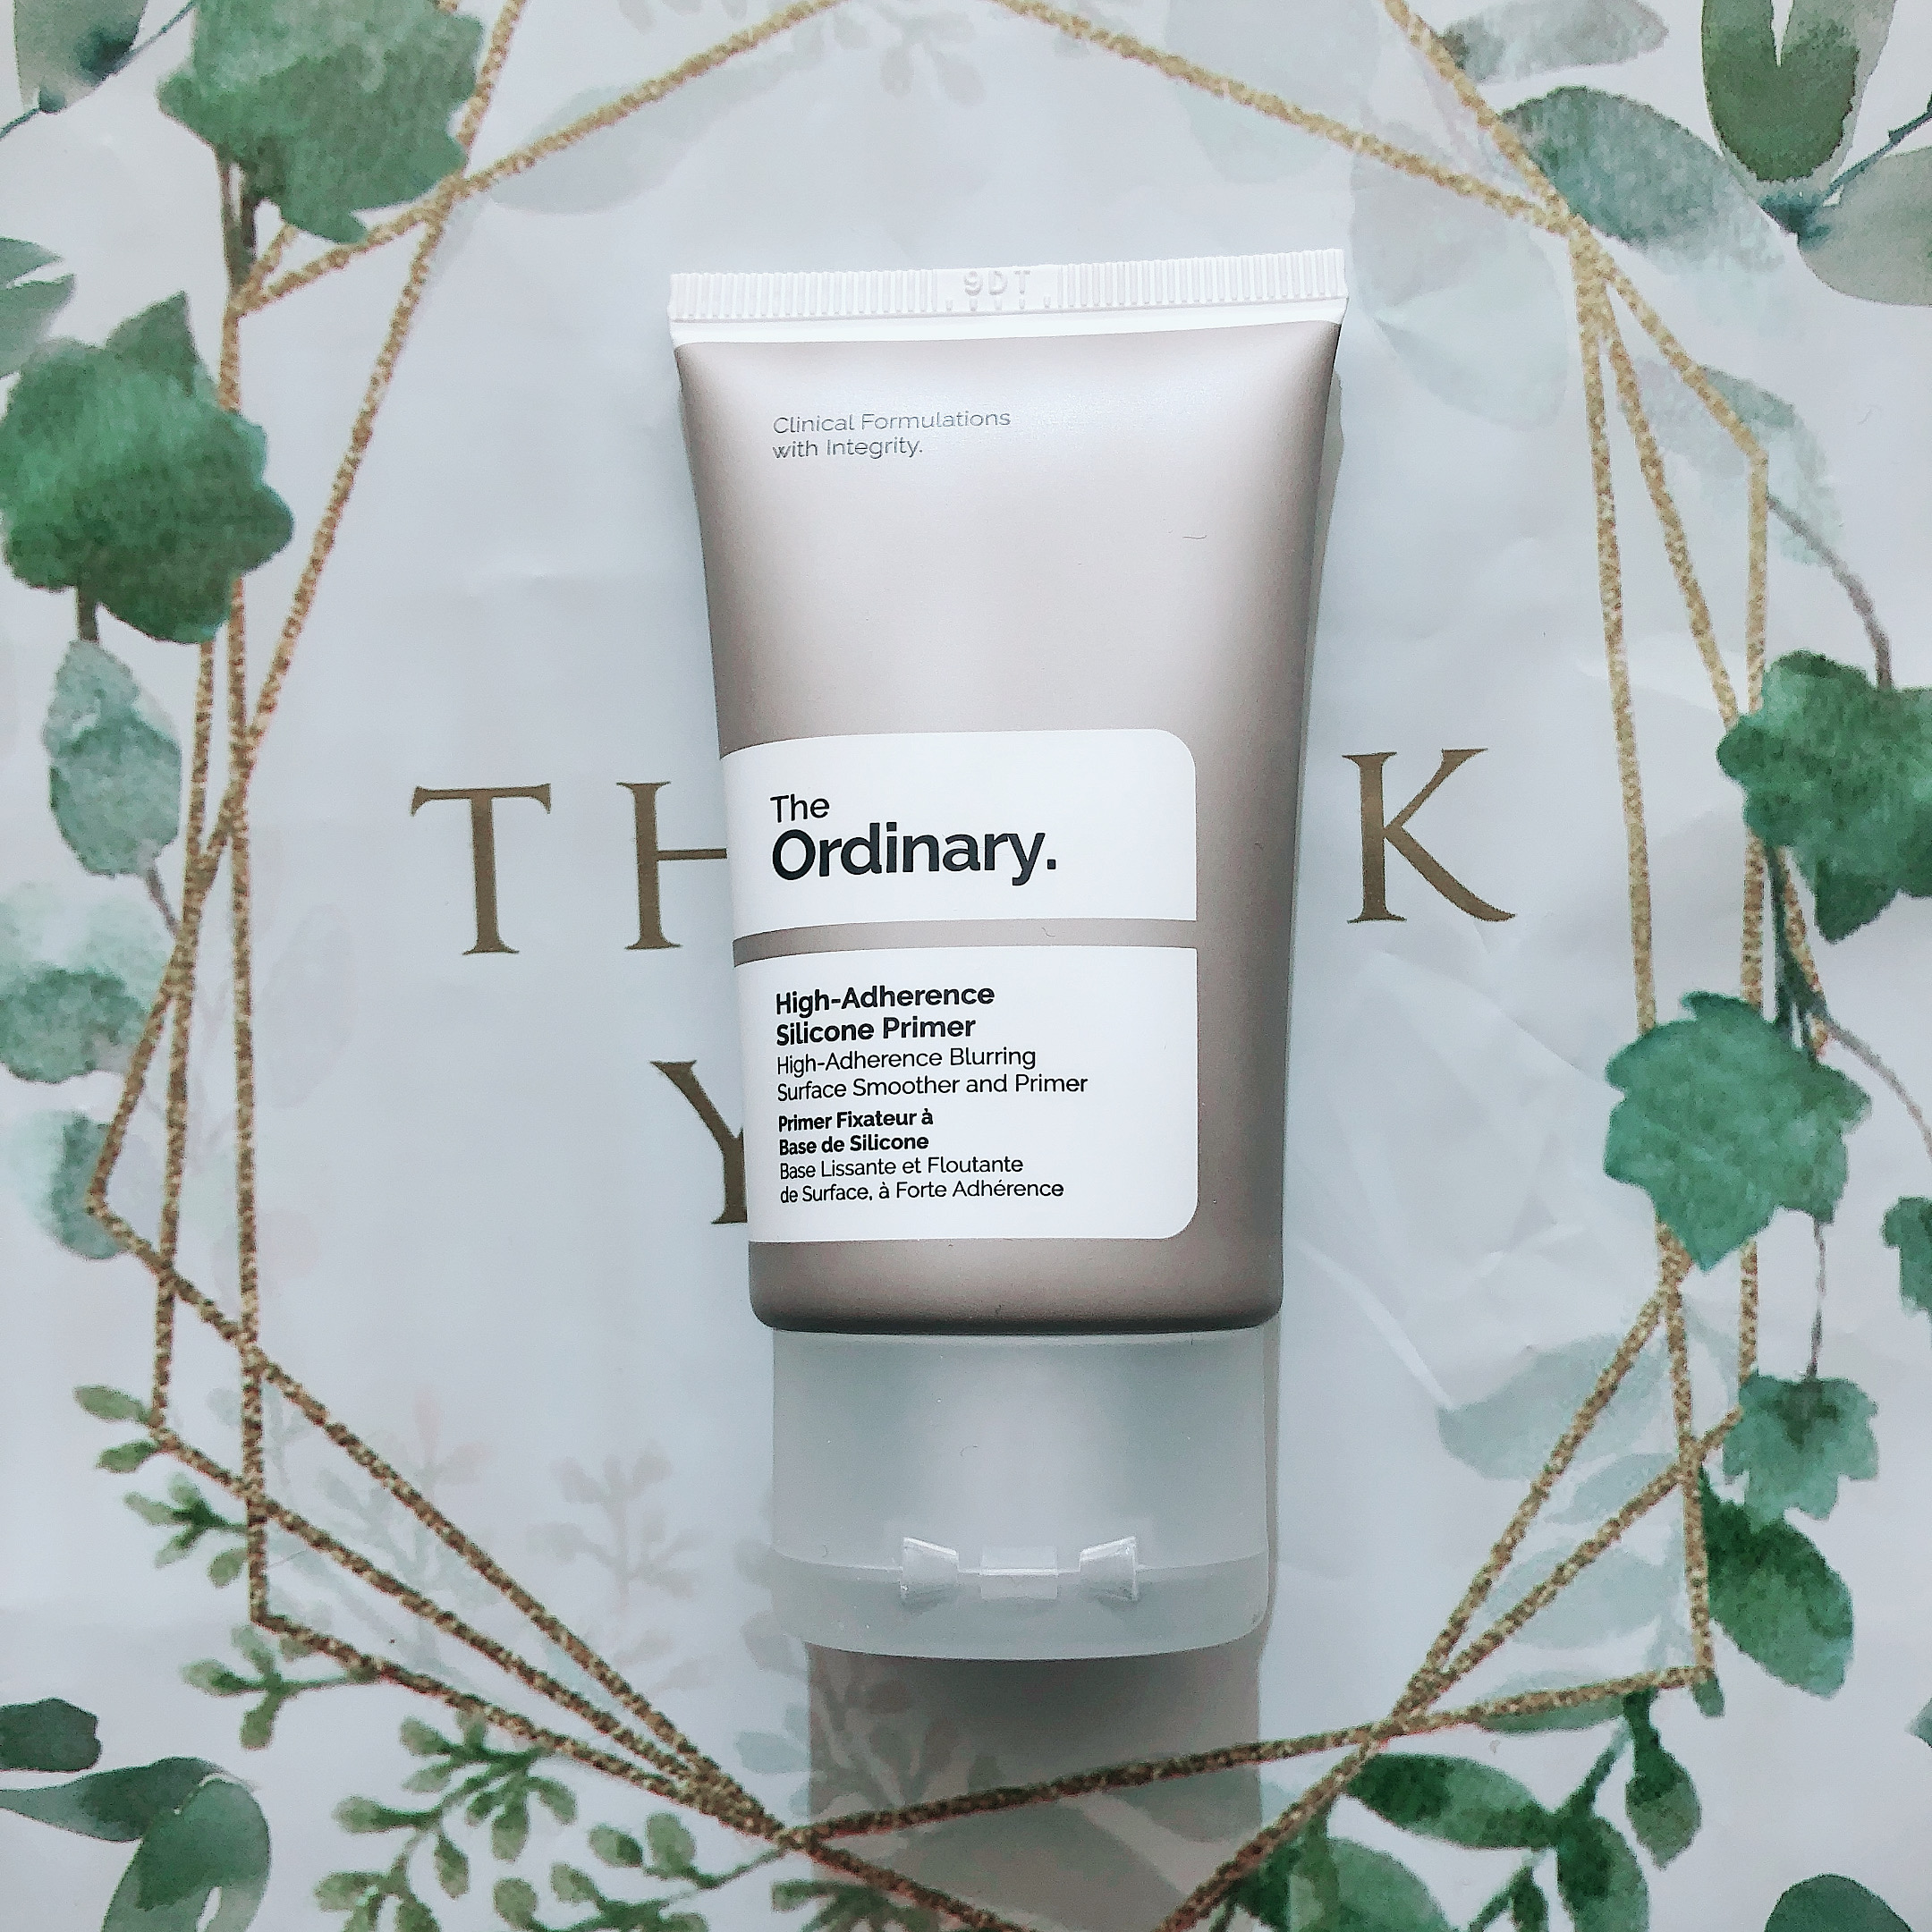 9DT
Clinical Formulations
with Integrity.
TH K
The
Ordinary.
High-Adherence
Silicone Primer
High-Adherence Blurring
Surface Smoother and Primer
Primer Fixateur à
Base de Silicone
Base Lissante et Floutante
de Surface, à Forte Adhérence
Y